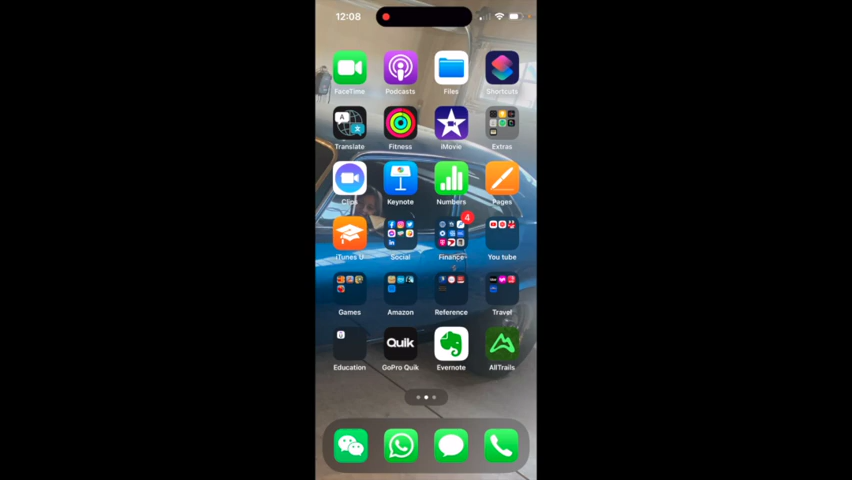 12:08
FaceTime Podcasts Files Shortcuts
Translate Fitness iMovie Extras
Clips Keynote Numbers Pages
4
iTunes U Social Finance You tube
Games Amazon Reference Travel
Quik
Education GoPro Quik Evernote AllTrails